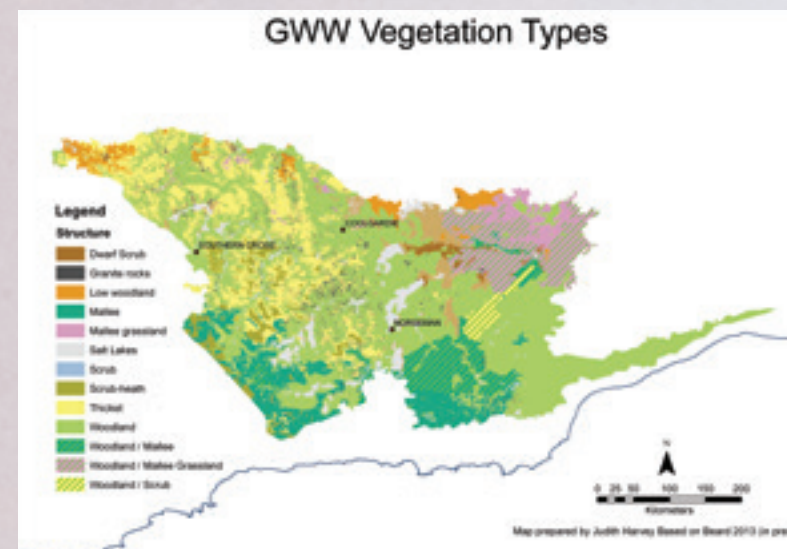 GWW Vegetation Types
Legend
Structure
Dwarf Scrub
Granite rocks
Low woodland
Mallee
Mallee grassland
Salt Lakes
Scrub
Scrub-heath
Thicket
Woodland
Woodland / Mallee
Woodland / Mallee Grassland
Woodland / Scrub
COOLGARDIE
SOUTHERN CROSS
NORSEMAN
N
0 25 50 100 150 200
Kilometers
Map prepared by Judith Harvey Based on Beard 2013 (in pre